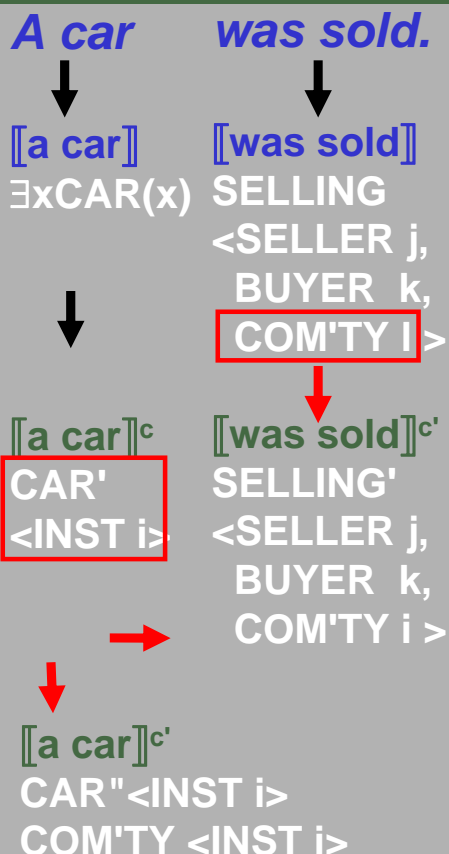 A car was sold.
⟦a car⟧ ⟦was sold⟧
∃xCAR(x) SELLING
<SELLER j,
BUYER k,
COM'TY l >
⟦a car⟧ᶜ ⟦was sold⟧ᶜ'
CAR' SELLING'
<INST i> <SELLER j,
BUYER k,
COM'TY i >
⟦a car⟧ᶜ'
CAR"<INST i>
COM'TY <INST i>